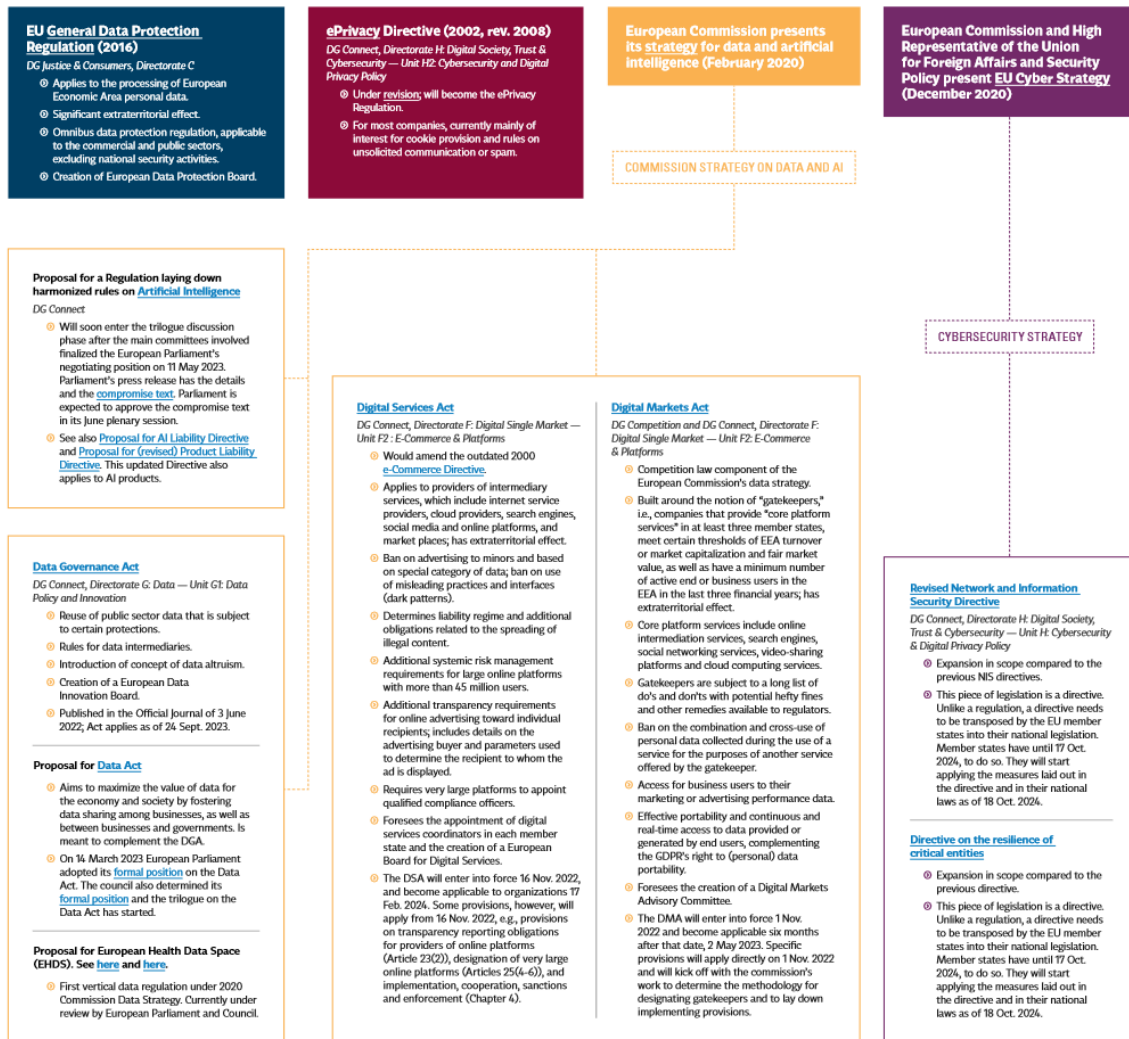 EU General Data Protection
Regulation (2016)
DG Justice & Consumers, Directorate C
Applies to the processing of European
Economic Area personal data.
Significant extraterritorial effect.
Omnibus data protection regulation, applicable
to the commercial and public sectors,
excluding national security activities.
Creation of European Data Protection Board.
ePrivacy Directive (2002, rev. 2008)
DG Connect, Directorate H: Digital Society, Trust &
Cybersecurity — Unit H2: Cybersecurity and Digital
Privacy Policy
Under revision; will become the ePrivacy
Regulation.
For most companies, currently mainly of
interest for cookie provision and rules on
unsolicited communication or spam.
European Commission presents
its strategy for data and artificial
intelligence (February 2020)
European Commission and High
Representative of the Union
for Foreign Affairs and Security
Policy present EU Cyber Strategy
(December 2020)
COMMISSION STRATEGY ON DATA AND AI
CYBERSECURITY STRATEGY
Proposal for a Regulation laying down
harmonized rules on Artificial Intelligence
DG Connect
Will soon enter the trilogue discussion
phase after the main committees involved
finalized the European Parliament's
negotiating position on 11 May 2023.
Parliament's press release has the details
and the compromise text. Parliament is
expected to approve the compromise text
in its June plenary session.
See also Proposal for AI Liability Directive
and Proposal for (revised) Product Liability
Directive. This updated Directive also
applies to AI products.
Data Governance Act
DG Connect, Directorate G: Data — Unit G1: Data
Policy and Innovation
Reuse of public sector data that is subject
to certain protections.
Rules for data intermediaries.
Introduction of concept of data altruism.
Creation of a European Data
Innovation Board.
Published in the Official Journal of 3 June
2022; Act applies as of 24 Sept. 2023.
Proposal for Data Act
Aims to maximize the value of data for
the economy and society by fostering
data sharing among businesses, as well as
between businesses and governments. Is
meant to complement the DGA.
On 14 March 2023 European Parliament
adopted its formal position on the Data
Act. The council also determined its
formal position and the trilogue on the
Data Act has started.
Proposal for European Health Data Space
(EHDS). See here and here.
First vertical data regulation under 2020
Commission Data Strategy. Currently under
review by European Parliament and Council.
Digital Services Act
DG Connect, Directorate F: Digital Single Market —
Unit F2 : E-Commerce & Platforms
Would amend the outdated 2000
e-Commerce Directive.
Applies to providers of intermediary
services, which include internet service
providers, cloud providers, search engines,
social media and online platforms, and
market places; has extraterritorial effect.
Ban on advertising to minors and based
on special category of data; ban on use
of misleading practices and interfaces
(dark patterns).
Determines liability regime and additional
obligations related to the spreading of
illegal content.
Additional systemic risk management
requirements for large online platforms
with more than 45 million users.
Additional transparency requirements
for online advertising toward individual
recipients; includes details on the
advertising buyer and parameters used
to determine the recipient to whom the
ad is displayed.
Requires very large platforms to appoint
qualified compliance officers.
Foresees the appointment of digital
services coordinators in each member
state and the creation of a European
Board for Digital Services.
The DSA will enter into force 16 Nov. 2022,
and become applicable to organizations 17
Feb. 2024. Some provisions, however, will
apply from 16 Nov. 2022, e.g., provisions
on transparency reporting obligations
for providers of online platforms
(Article 23(2)), designation of very large
online platforms (Articles 25(4-6)), and
implementation, cooperation, sanctions
and enforcement (Chapter 4).
Digital Markets Act
DG Competition and DG Connect, Directorate F:
Digital Single Market — Unit F2: E-Commerce
& Platforms
Competition law component of the
European Commission's data strategy.
Built around the notion of “gatekeepers,”
i.e., companies that provide “core platform
services” in at least three member states,
meet certain thresholds of EEA turnover
or market capitalization and fair market
value, as well as have a minimum number
of active end or business users in the
EEA in the last three financial years; has
extraterritorial effect.
Core platform services include online
intermediation services, search engines,
social networking services, video-sharing
platforms and cloud computing services.
Gatekeepers are subject to a long list of
do's and don'ts with potential hefty fines
and other remedies available to regulators.
Ban on the combination and cross-use of
personal data collected during the use of a
service for the purposes of another service
offered by the gatekeeper.
Access for business users to their
marketing or advertising performance data.
Effective portability and continuous and
real-time access to data provided or
generated by end users, complementing
the GDPR's right to (personal) data
portability.
Foresees the creation of a Digital Markets
Advisory Committee.
The DMA will enter into force 1 Nov.
2022 and become applicable six months
after that date, 2 May 2023. Specific
provisions will apply directly on 1 Nov. 2022
and will kick off with the commission's
work to determine the methodology for
designating gatekeepers and to lay down
implementing provisions.
Revised Network and Information
Security Directive
DG Connect, Directorate H: Digital Society,
Trust & Cybersecurity — Unit H: Cybersecurity
& Digital Privacy Policy
Expansion in scope compared to the
previous NIS directives.
This piece of legislation is a directive.
Unlike a regulation, a directive needs
to be transposed by the EU member
states into their national legislation.
Member states have until 17 Oct.
2024, to do so. They will start
applying the measures laid out in
the directive and in their national
laws as of 18 Oct. 2024.
Directive on the resilience of
critical entities
Expansion in scope compared to the
previous directive.
This piece of legislation is a directive.
Unlike a regulation, a directive needs
to be transposed by the EU member
states into their national legislation.
Member states have until 17 Oct.
2024, to do so. They will start
applying the measures laid out in
the directive and in their national
laws as of 18 Oct. 2024.